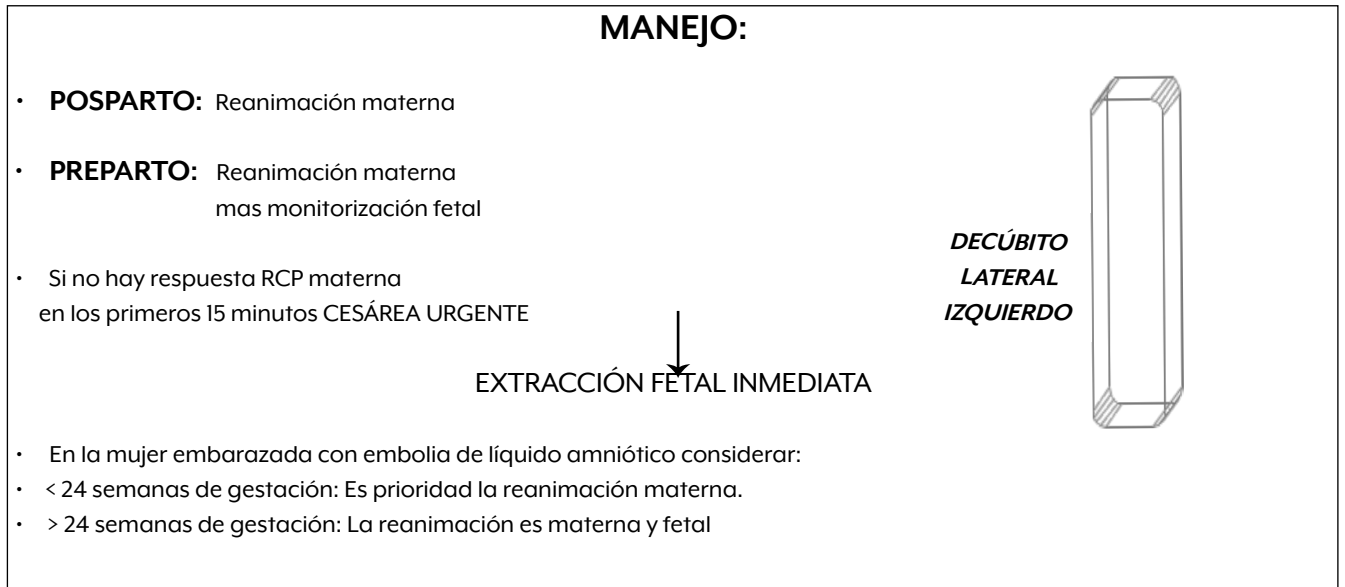 MANEJO:
• POSPARTO: Reanimación materna
• PREPARTO: Reanimación materna
mas monitorización fetal
• Si no hay respuesta RCP materna
en los primeros 15 minutos CESÁREA URGENTE
DECÚBITO
LATERAL
IZQUIERDO
EXTRACCIÓN FETAL INMEDIATA
• En la mujer embarazada con embolia de líquido amniótico considerar:
• < 24 semanas de gestación: Es prioridad la reanimación materna.
• > 24 semanas de gestación: La reanimación es materna y fetal